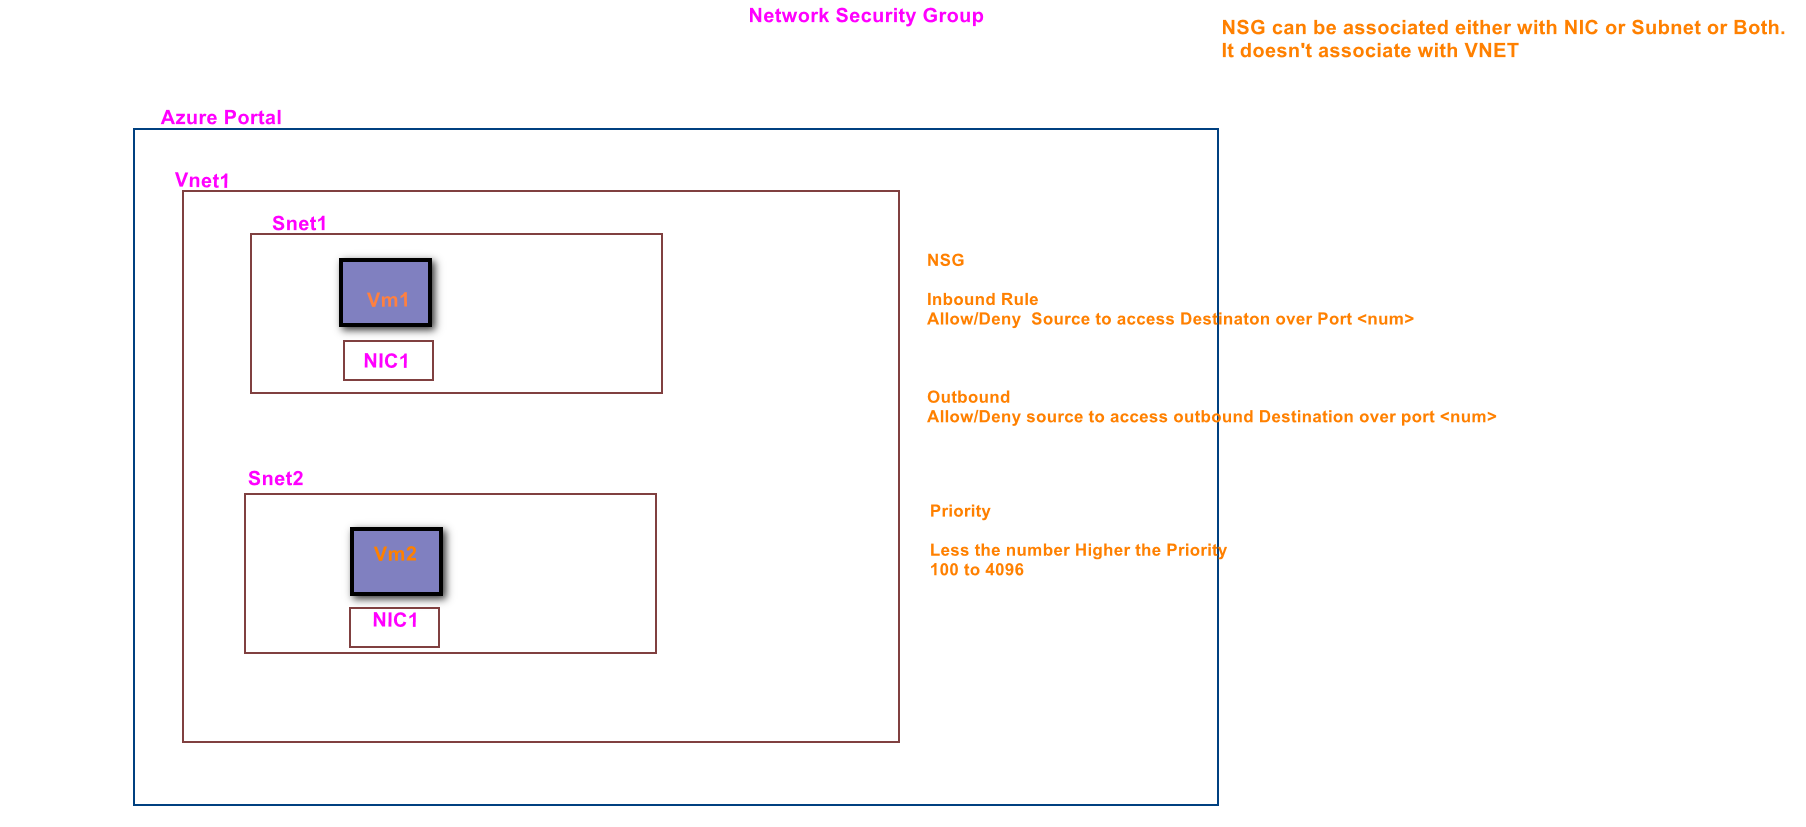 Network Security Group
NSG can be associated either with NIC or Subnet or Both.
It doesn't associate with VNET
Azure Portal
Vnet1
Snet1
Vm1
NIC1
NSG
Inbound Rule
Allow/Deny  Source to access Destinaton over Port <num>
Outbound
Allow/Deny source to access outbound Destination over port <num>
Snet2
Vm2
NIC1
Priority
Less the number Higher the Priority
100 to 4096